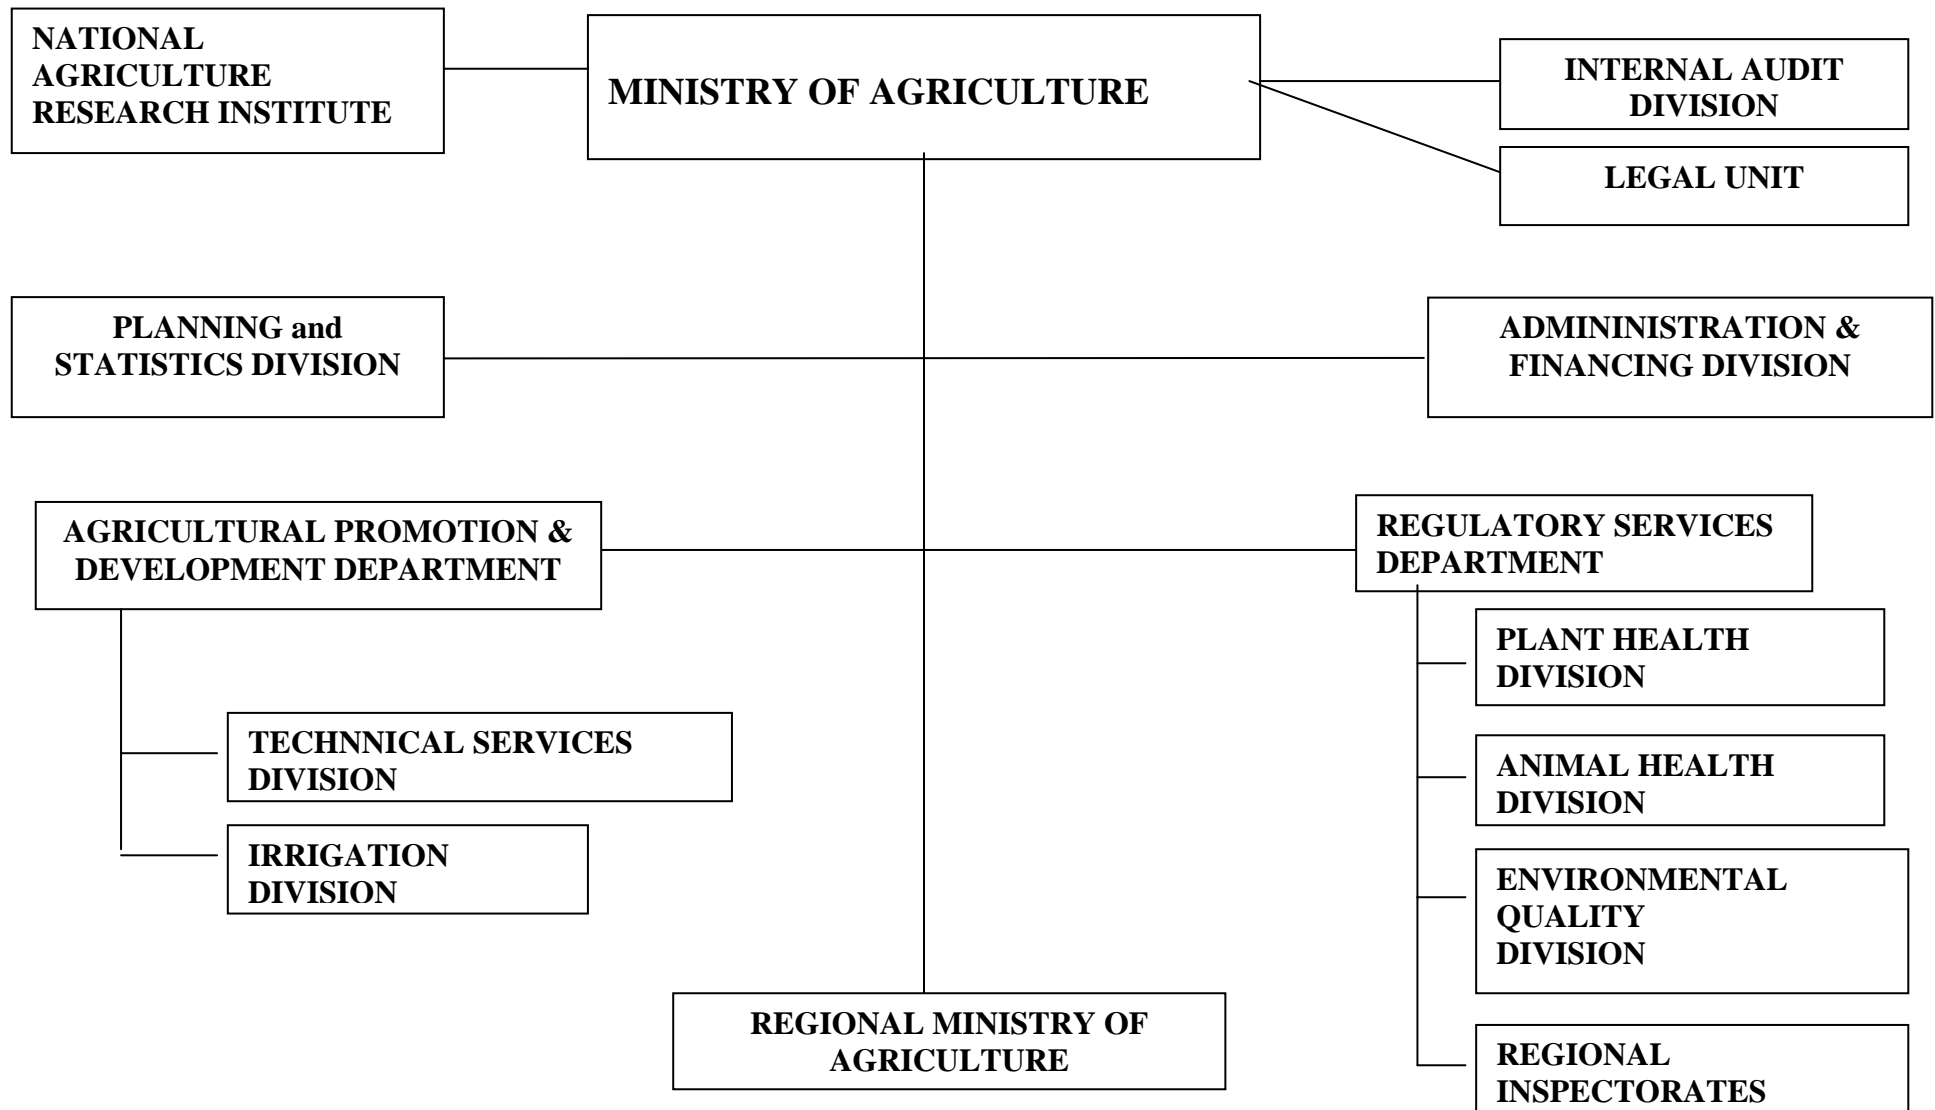 NATIONAL
AGRICULTURE
RESEARCH INSTITUTE
MINISTRY OF AGRICULTURE
INTERNAL AUDIT
DIVISION
LEGAL UNIT
PLANNING and
STATISTICS DIVISION
ADMININISTRATION &
FINANCING DIVISION
AGRICULTURAL PROMOTION &
DEVELOPMENT DEPARTMENT
REGULATORY SERVICES
DEPARTMENT
TECHNNICAL SERVICES
DIVISION
IRRIGATION
DIVISION
PLANT HEALTH
DIVISION
ANIMAL HEALTH
DIVISION
ENVIRONMENTAL
QUALITY
DIVISION
REGIONAL
INSPECTORATES
REGIONAL MINISTRY OF
AGRICULTURE